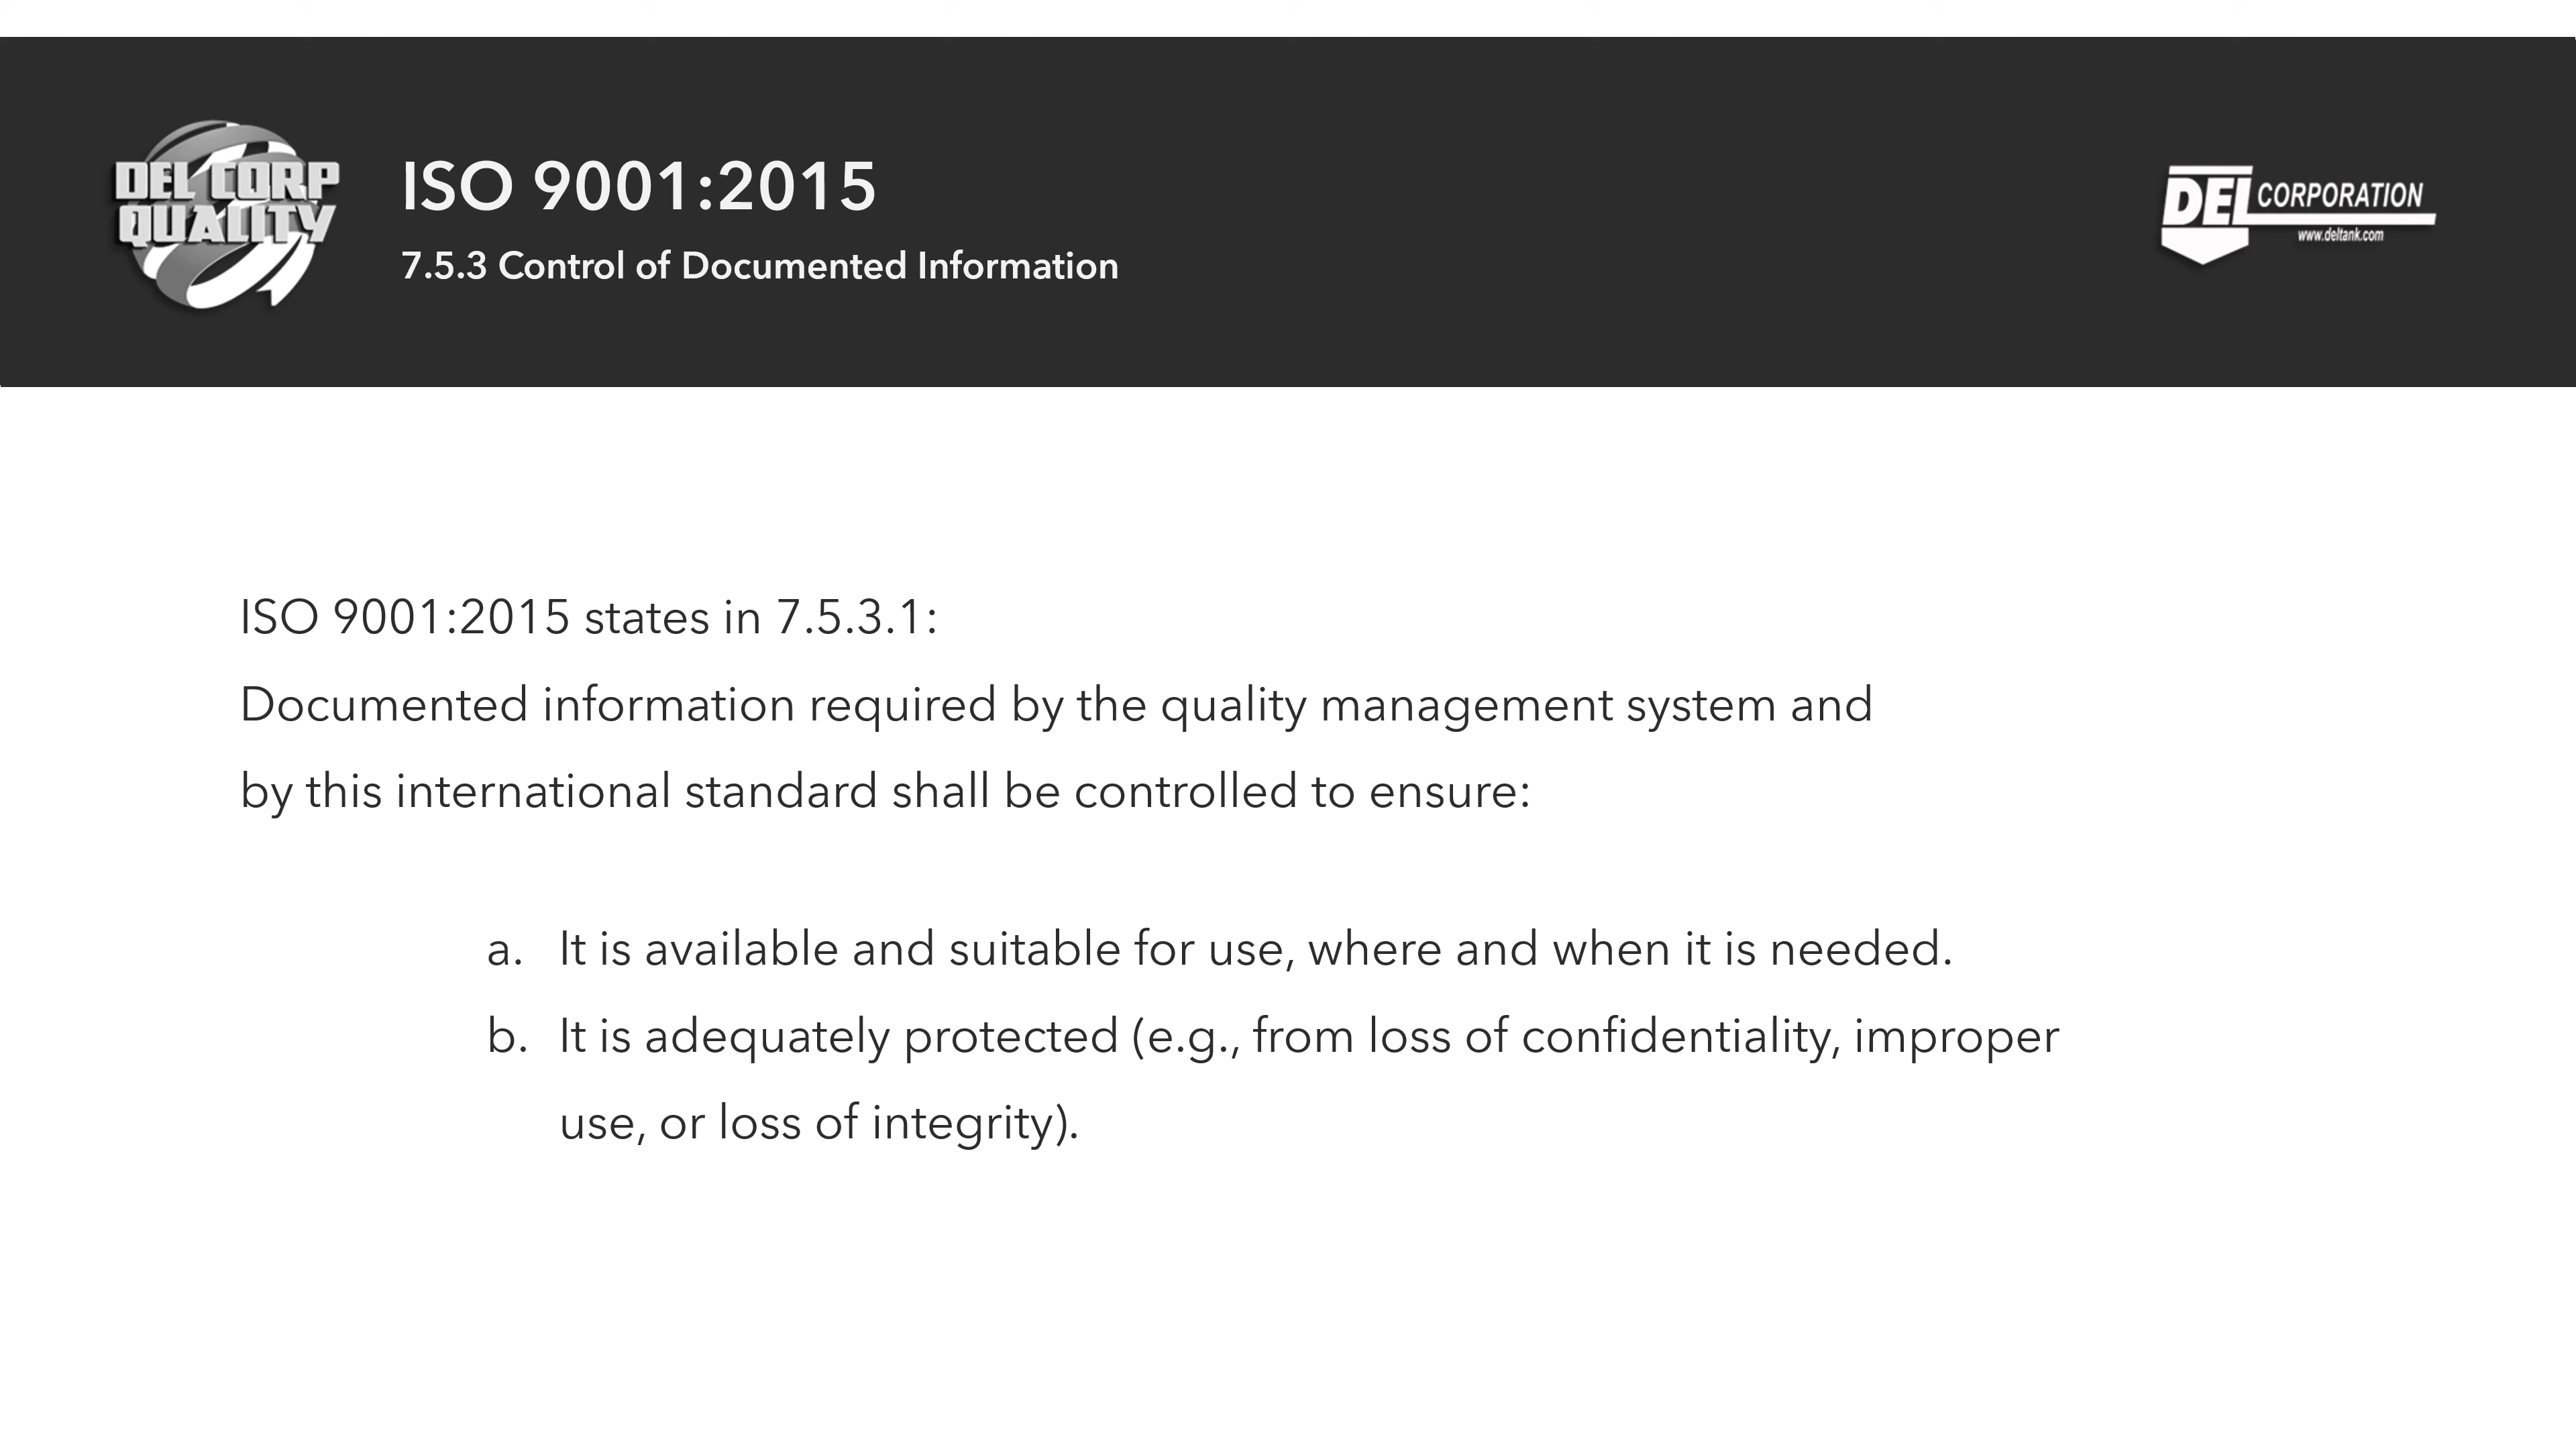 DEL CORP
QUALITY
ISO 9001:2015
7.5.3 Control of Documented Information
DEL CORPORATION
www.deltank.com
ISO 9001:2015 states in 7.5.3.1:
Documented information required by the quality management system and
by this international standard shall be controlled to ensure:
a. It is available and suitable for use, where and when it is needed.
b. It is adequately protected (e.g., from loss of confidentiality, improper
use, or loss of integrity).